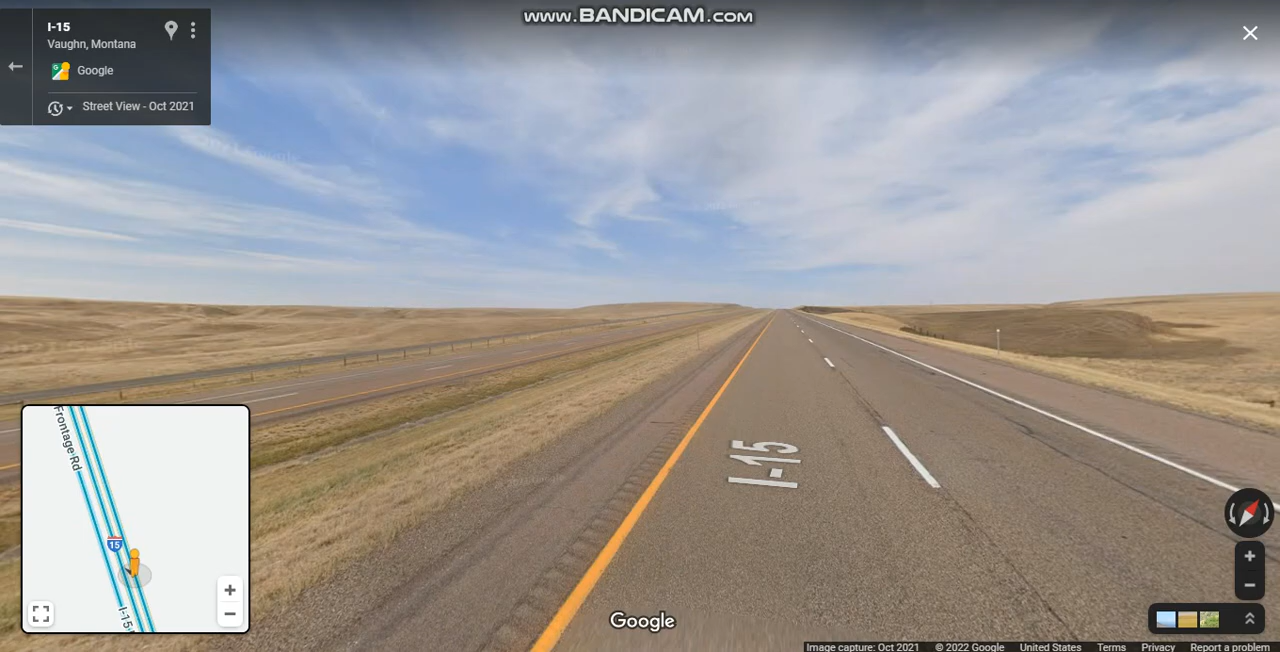 www.BANDICAM.com
I-15
Vaughn, Montana
Google
Street View - Oct 2021
I-15
Frontage Rd
15
I-15
Google
Image capture: Oct 2021 © 2022 Google United States Terms Privacy Report a problem